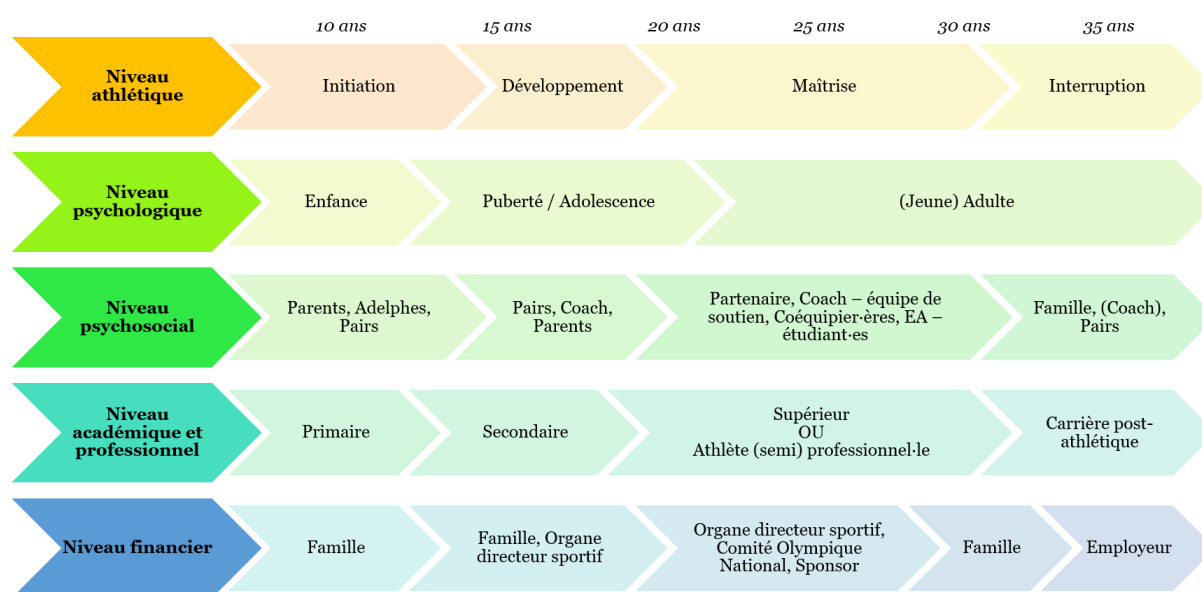 10 ans 15 ans 20 ans 25 ans 30 ans 35 ans
Niveau
athlétique
Initiation
Développement
Maîtrise
Interruption
Niveau
psychologique
Enfance
Puberté / Adolescence
(Jeune) Adulte
Niveau
psychosocial
Parents, Adelphes,
Pairs
Pairs, Coach,
Parents
Partenaire, Coach – équipe de
soutien, Coéquipier·ères, EA –
étudiant·es
Famille, (Coach),
Pairs
Niveau
académique et
professionnel
Primaire
Secondaire
Supérieur
OU
Athlète (semi) professionnel·le
Carrière post-
athlétique
Niveau financier
Famille
Famille, Organe
directeur sportif
Organe directeur sportif,
Comité Olympique
National, Sponsor
Famille
Employeur